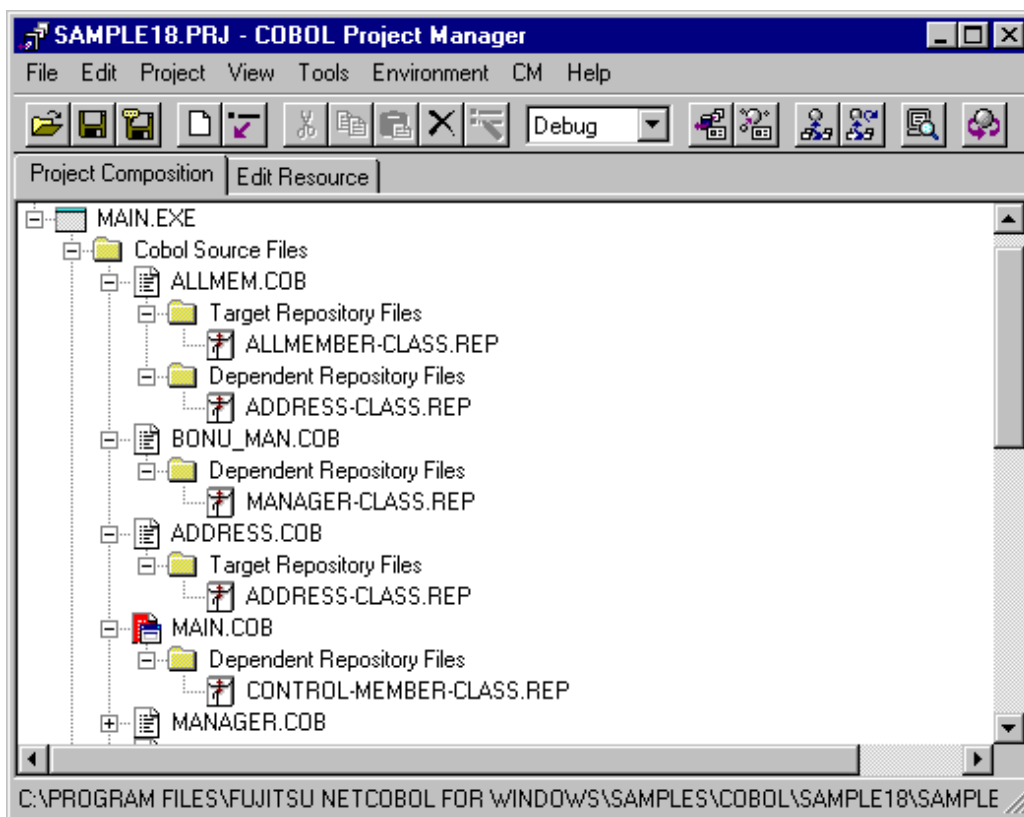 SAMPLE18.PRJ - COBOL Project Manager
File Edit Project View Tools Environment CM Help
Debug
Project Composition Edit Resource
MAIN.EXE
Cobol Source Files
ALLMEM.COB
Target Repository Files
ALLMEMBER-CLASS.REP
Dependent Repository Files
ADDRESS-CLASS.REP
BONU_MAN.COB
Dependent Repository Files
MANAGER-CLASS.REP
ADDRESS.COB
Target Repository Files
ADDRESS-CLASS.REP
MAIN.COB
Dependent Repository Files
CONTROL-MEMBER-CLASS.REP
MANAGER.COB
C:\PROGRAM FILES\FUJITSU NETCOBOL FOR WINDOWS\SAMPLES\COBOL\SAMPLE18\SAMPLE